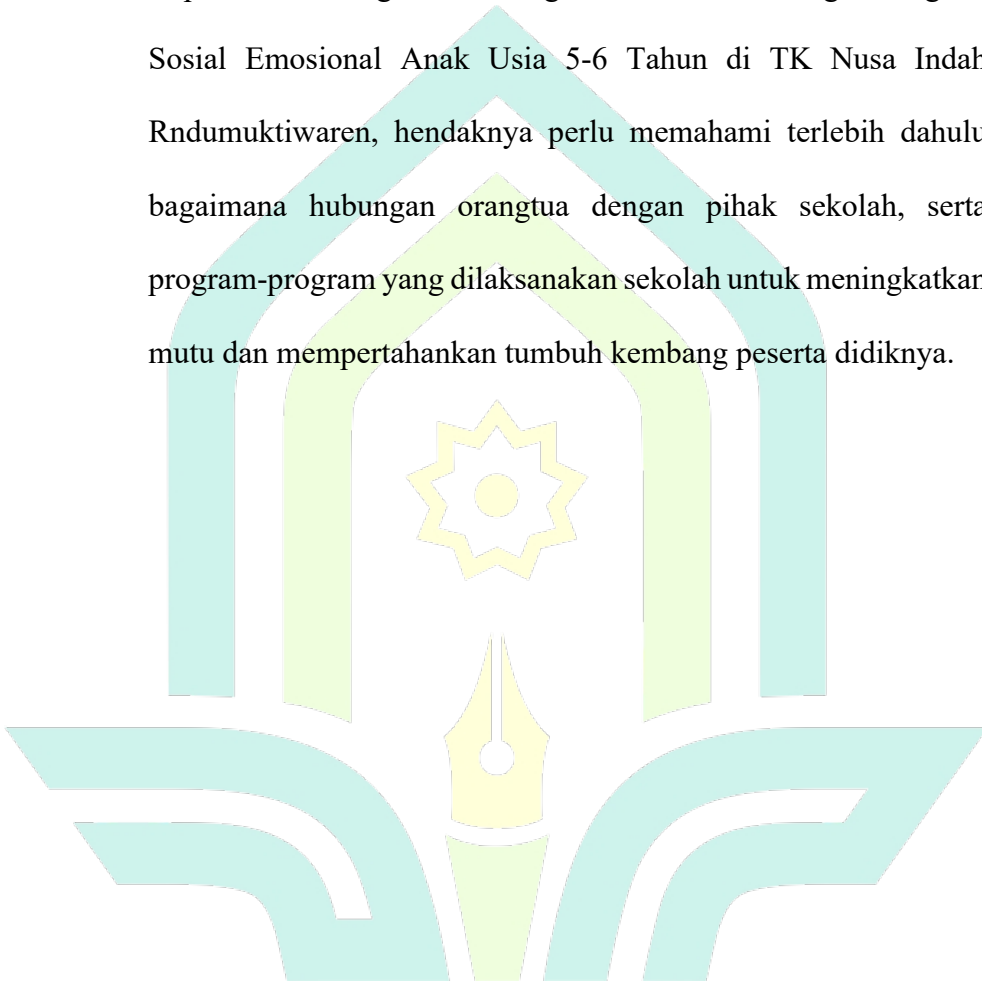 Sosial Emosional Anak Usia 5-6 Tahun di TK Nusa Indah
Rndumuktiwaren, hendaknya perlu memahami terlebih dahulu
bagaimana hubungan orangtua dengan pihak sekolah, serta
program-program yang dilaksanakan sekolah untuk meningkatkan
mutu dan mempertahankan tumbuh kembang peserta didiknya.